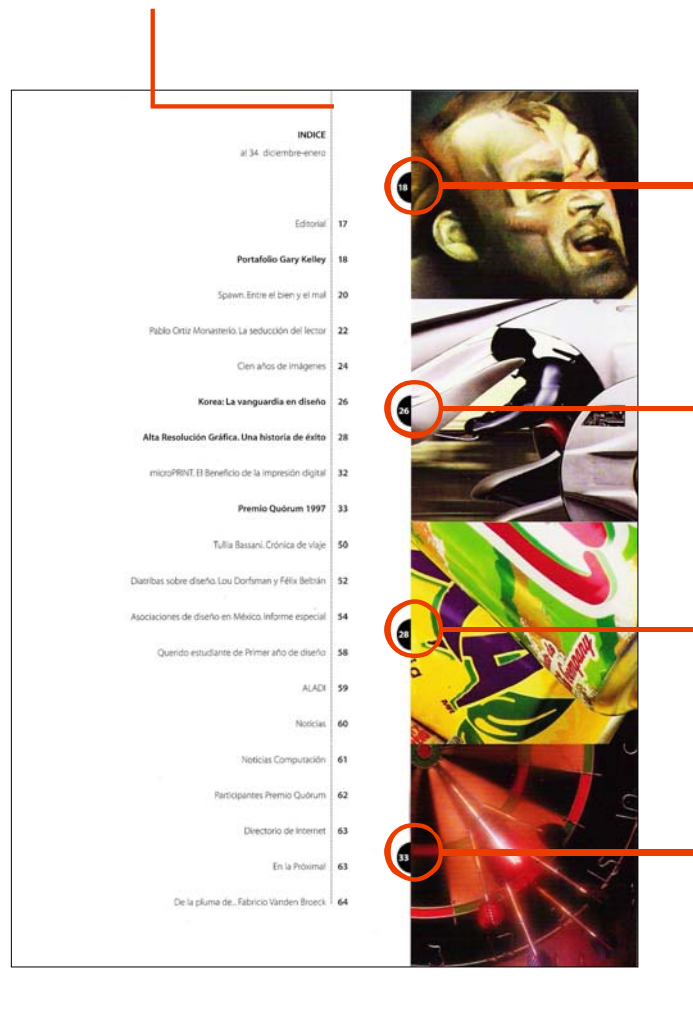 INDICE
al 34 diciembre-enero
Editorial 17
Portafolio Gary Kelley 18
Spawn. Entre el bien y el mal 20
Pablo Ortiz Monasterio. La seducción del lector 22
Cien años de imágenes 24
Korea: La vanguardia en diseño 26
Alta Resolución Gráfica. Una historia de éxito 28
microPRINT. El Beneficio de la impresión digital 32
Premio Quórum 1997 33
Tullia Bassani. Crónica de viaje 50
Diatribas sobre diseño. Lou Dorfsman y Félix Beltrán 52
Asociaciones de diseño en México. Informe especial 54
Querido estudiante de Primer año de diseño 58
ALADI 59
Noticias 60
Noticias Computación 61
Participantes Premio Quórum 62
Directorio de Internet 63
En la Próxima! 63
De la pluma de... Fabricio Vanden Broeck 64
18
26
28
Company
33